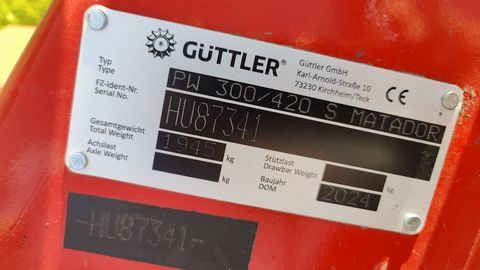 GÜTTLER®
Güttler GmbH
Karl-Arnold-Straße 10
73230 Kirchheim/Teck
CE
Typ
Type
PW 300/420 S MATADOR
FZ-Ident-Nr.
Serial No.
HU87341
Gesamtgewicht
Total Weight
1945 kg
Stützlast
Drawbar Weight
kg
Achslast
Axle Weight
kg
Baujahr
DOM
2024
HU87341